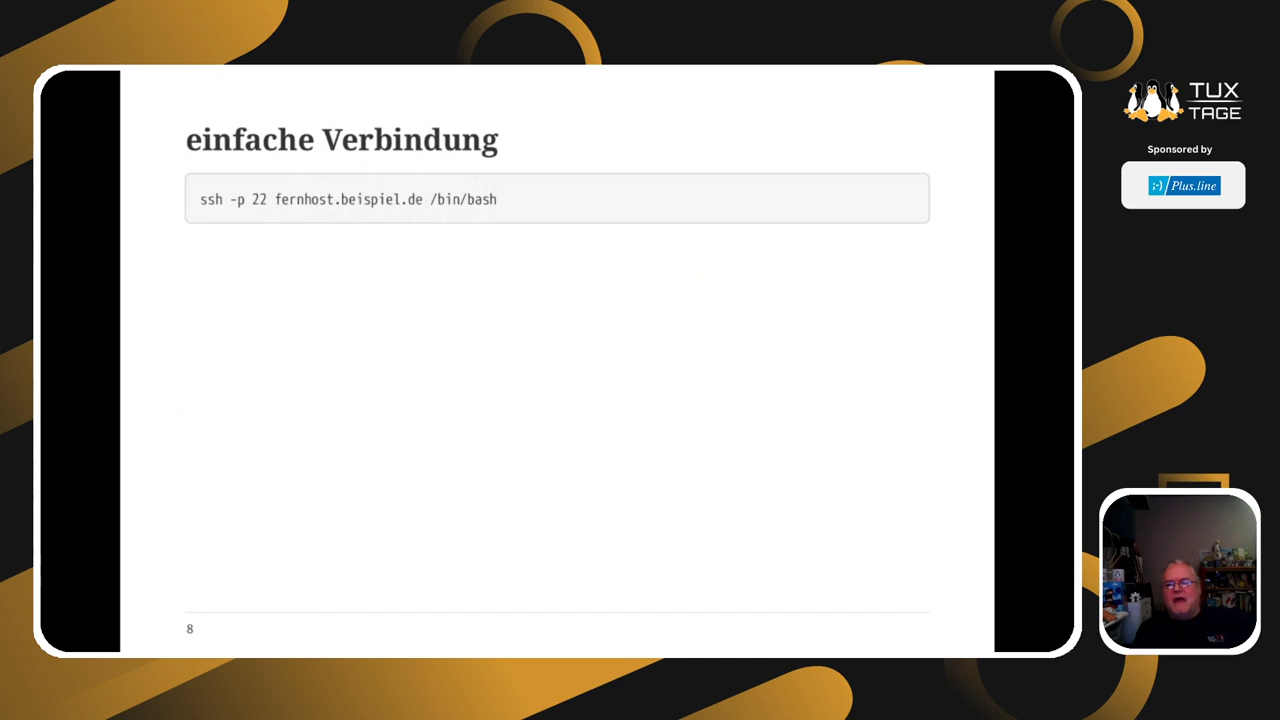 einfache Verbindung
ssh -p 22 fernhost.beispiel.de /bin/bash
8
TUX
TAGE
Sponsored by
;-) Plus.line